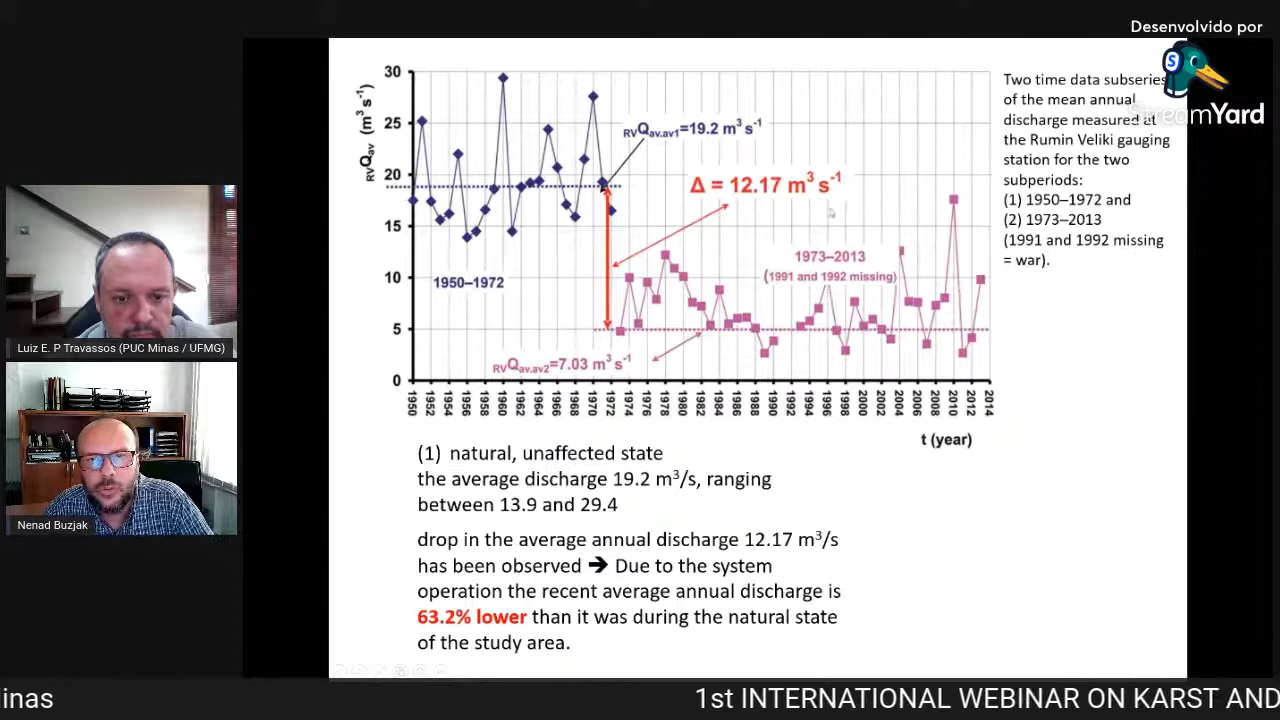 Desenvolvido por
StreamYard
30
25
20
15
10
5
0
RVQav (m³ s⁻¹)
RVQav.av1=19.2 m³ s⁻¹
Δ = 12.17 m³ s⁻¹
1950–1972
1973–2013
(1991 and 1992 missing)
RVQav.av2=7.03 m³ s⁻¹
1950 1952 1954 1956 1958 1960 1962 1964 1966 1968 1970 1972 1974 1976 1978 1980 1982 1984 1986 1988 1990 1992 1994 1996 1998 2000 2002 2004 2006 2008 2010 2012 2014
t (year)
Two time data subseries
of the mean annual
discharge measured at
the Rumin Veliki gauging
station for the two
subperiods:
(1) 1950–1972 and
(2) 1973–2013
(1991 and 1992 missing
= war).
(1) natural, unaffected state
the average discharge 19.2 m³/s, ranging
between 13.9 and 29.4
drop in the average annual discharge 12.17 m³/s
has been observed ➔ Due to the system
operation the recent average annual discharge is
63.2% lower than it was during the natural state
of the study area.
Luiz E. P Travassos (PUC Minas / UFMG)
Nenad Buzjak
1st INTERNATIONAL WEBINAR ON KARST AND